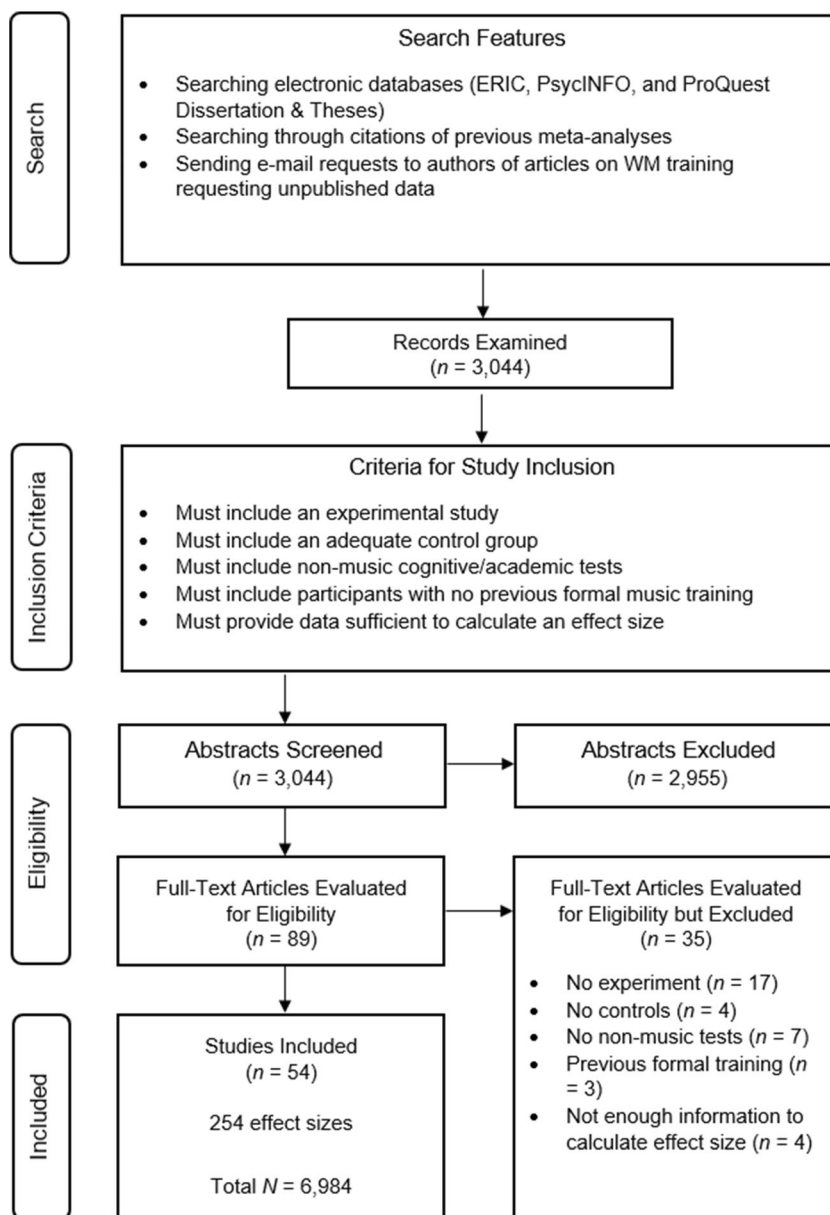 Search
Search Features
• Searching electronic databases (ERIC, PsycINFO, and ProQuest
Dissertation & Theses)
• Searching through citations of previous meta-analyses
• Sending e-mail requests to authors of articles on WM training
requesting unpublished data
Records Examined
(n = 3,044)
Inclusion Criteria
Criteria for Study Inclusion
• Must include an experimental study
• Must include an adequate control group
• Must include non-music cognitive/academic tests
• Must include participants with no previous formal music training
• Must provide data sufficient to calculate an effect size
Eligibility
Abstracts Screened
(n = 3,044)
Abstracts Excluded
(n = 2,955)
Full-Text Articles Evaluated
for Eligibility
(n = 89)
Full-Text Articles Evaluated
for Eligibility but Excluded
(n = 35)
• No experiment (n = 17)
• No controls (n = 4)
• No non-music tests (n = 7)
• Previous formal training (n
= 3)
• Not enough information to
calculate effect size (n = 4)
Included
Studies Included
(n = 54)
254 effect sizes
Total N = 6,984